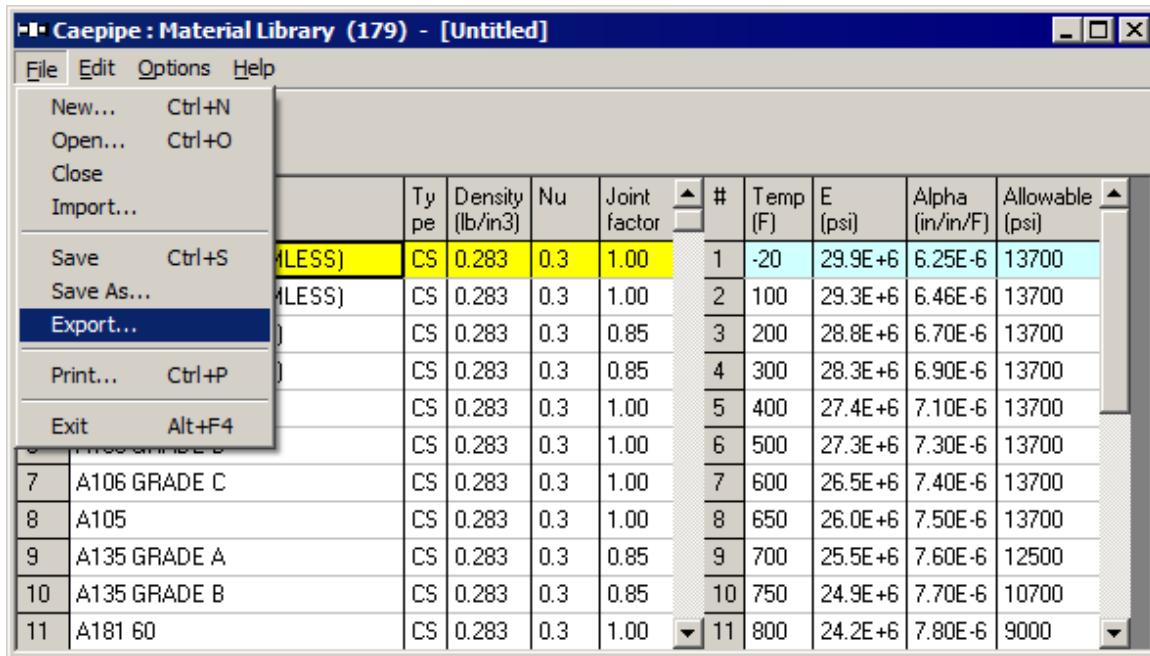 Caepipe : Material Library (179) - [Untitled]
File Edit Options Help
New... Ctrl+N
Open... Ctrl+O
Close
Import...
Save Ctrl+S
Save As...
Export...
Print... Ctrl+P
Exit Alt+F4
Ty Density Nu Joint # Temp E Alpha Allowable
pe (lb/in3) factor (F) (psi) (in/in/F) (psi)
MLESS) CS 0.283 0.3 1.00 1 -20 29.9E+6 6.25E-6 13700
MLESS) CS 0.283 0.3 1.00 2 100 29.3E+6 6.46E-6 13700
) CS 0.283 0.3 0.85 3 200 28.8E+6 6.70E-6 13700
) CS 0.283 0.3 0.85 4 300 28.3E+6 6.90E-6 13700
CS 0.283 0.3 1.00 5 400 27.4E+6 7.10E-6 13700
CS 0.283 0.3 1.00 6 500 27.3E+6 7.30E-6 13700
7 A106 GRADE C CS 0.283 0.3 1.00 7 600 26.5E+6 7.40E-6 13700
8 A105 CS 0.283 0.3 1.00 8 650 26.0E+6 7.50E-6 13700
9 A135 GRADE A CS 0.283 0.3 0.85 9 700 25.5E+6 7.60E-6 12500
10 A135 GRADE B CS 0.283 0.3 0.85 10 750 24.9E+6 7.70E-6 10700
11 A181 60 CS 0.283 0.3 1.00 11 800 24.2E+6 7.80E-6 9000